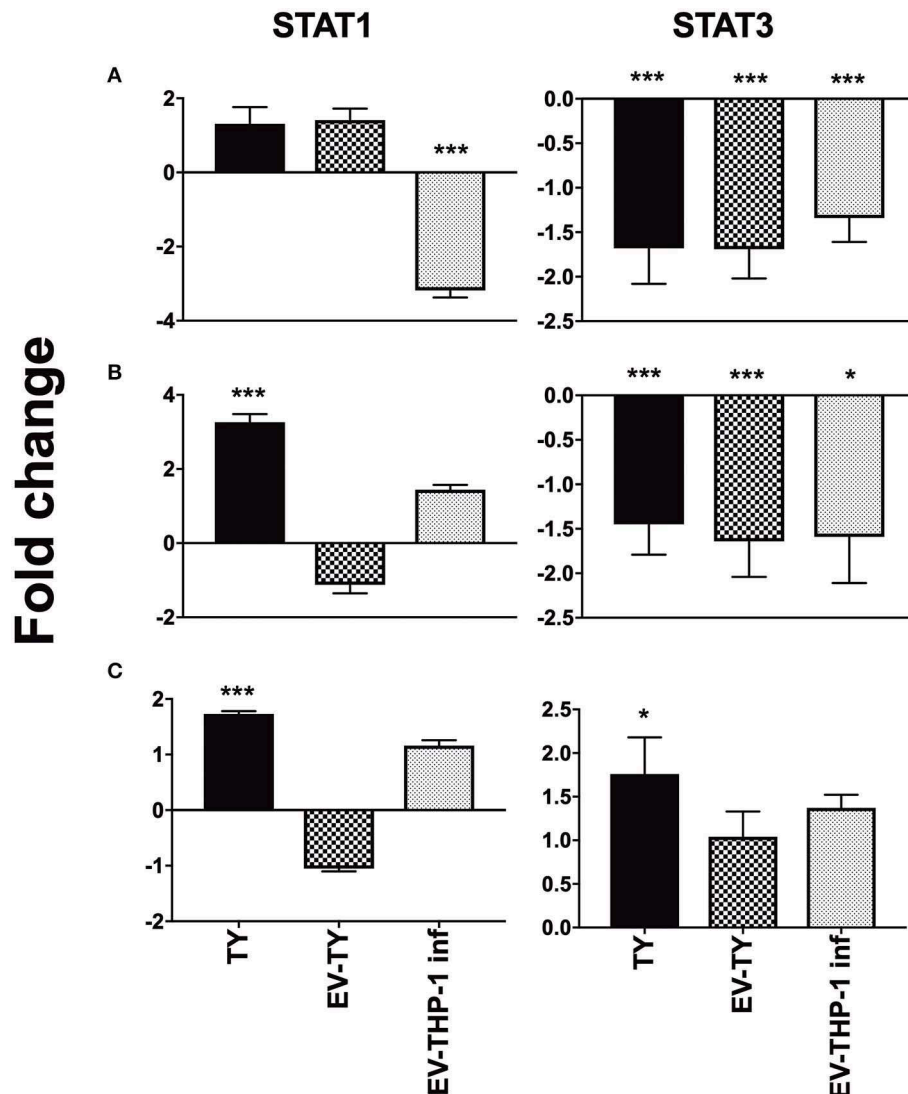 STAT1 STAT3
Fold change
A
2
0
-2
-4
***
*** *** ***
0.0
-0.5
-1.0
-1.5
-2.0
-2.5
B
4
2
0
-2
***
*** *** *
0.0
-0.5
-1.0
-1.5
-2.0
-2.5
C
2
1
0
-1
-2
***
*
2.5
2.0
1.5
1.0
0.5
0.0
TY
EV-TY
EV-THP-1 inf
TY
EV-TY
EV-THP-1 inf